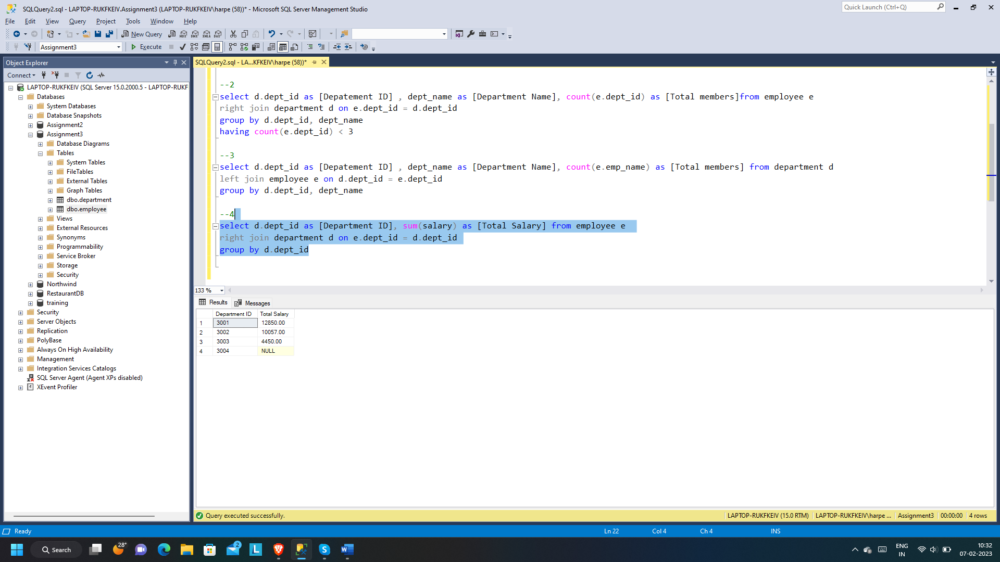 SQLQuery2.sql - LAPTOP-RUKFKEIV.Assignment3 (LAPTOP-RUKFKEIV\harpe (58))* - Microsoft SQL Server Management Studio
Quick Launch (Ctrl+Q)
File Edit View Query Project Tools Window Help
New Query
MDX DMX XMLA DAX
Assignment3
Execute
Object Explorer
SQLQuery2.sql - LA...KFKEIV\harpe (58))*
Connect
LAPTOP-RUKFKEIV (SQL Server 15.0.2000.5 - LAPTOP-RUKF
Databases
System Databases
Database Snapshots
Assignment2
Assignment3
Database Diagrams
Tables
System Tables
FileTables
External Tables
Graph Tables
dbo.department
dbo.employee
Views
External Resources
Synonyms
Programmability
Service Broker
Storage
Security
Northwind
RestaurantDB
training
Security
Server Objects
Replication
PolyBase
Always On High Availability
Management
Integration Services Catalogs
SQL Server Agent (Agent XPs disabled)
XEvent Profiler
--2
select d.dept_id as [Depatement ID] , dept_name as [Department Name], count(e.dept_id) as [Total members]from employee e
right join department d on e.dept_id = d.dept_id
group by d.dept_id, dept_name
having count(e.dept_id) < 3
--3
select d.dept_id as [Depatement ID] , dept_name as [Department Name], count(e.emp_name) as [Total members] from department d
left join employee e on d.dept_id = e.dept_id
group by d.dept_id, dept_name
--4
select d.dept_id as [Department ID], sum(salary) as [Total Salary] from employee e
right join department d on e.dept_id = d.dept_id
group by d.dept_id
133 %
Results Messages
Department ID Total Salary
1 3001 12850.00
2 3002 10057.00
3 3003 4450.00
4 3004 NULL
Query executed successfully.
LAPTOP-RUKFKEIV (15.0 RTM) LAPTOP-RUKFKEIV\harpe ... Assignment3 00:00:00 4 rows
Ready
Ln 22 Col 4 Ch 4 INS
Search
28°
2
L
S
W
ENG
IN
10:32
07-02-2023